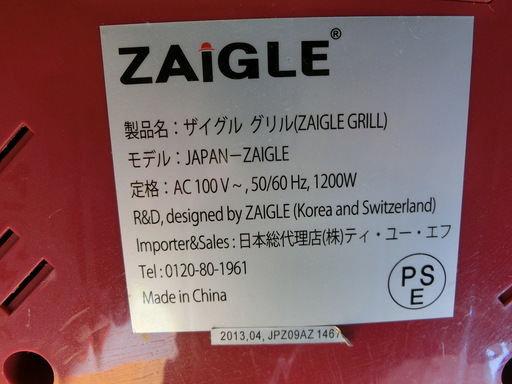 ZAiGLE®
製品名：ザイグル グリル(ZAIGLE GRILL)
モデル：JAPAN－ZAIGLE
定格：AC 100 V ~ , 50/60 Hz, 1200W
R&D, designed by ZAIGLE (Korea and Switzerland)
Importer&Sales : 日本総代理店(株)ティ・ユー・エフ
Tel : 0120-80-1961
Made in China
PS
E
2013,04, JPZ09AZ 1467